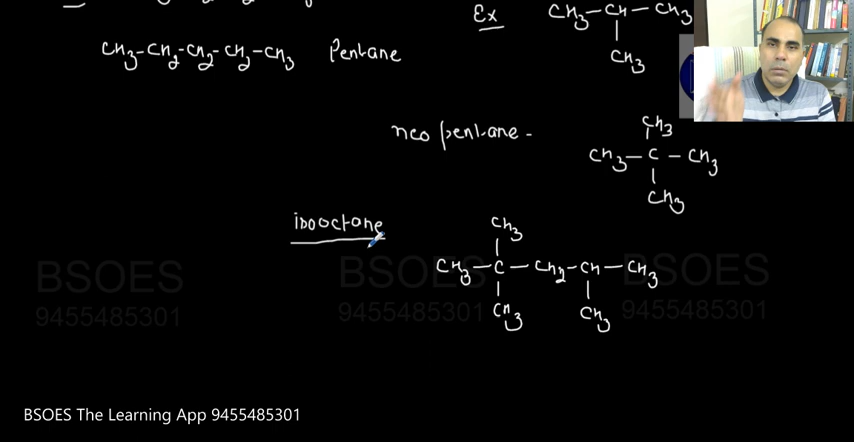 Ex
CH3-CH-CH3
CH3
CH3-CH2-CH2-CH2-CH3 Pentane
neo pentane -
CH3
CH3-C-CH3
CH3
isooctane
CH3
CH3-C-CH2-CH-CH3
CH3 CH3
BSOES BSOES BSOES
9455485301 9455485301 9455485301
BSOES The Learning App 9455485301